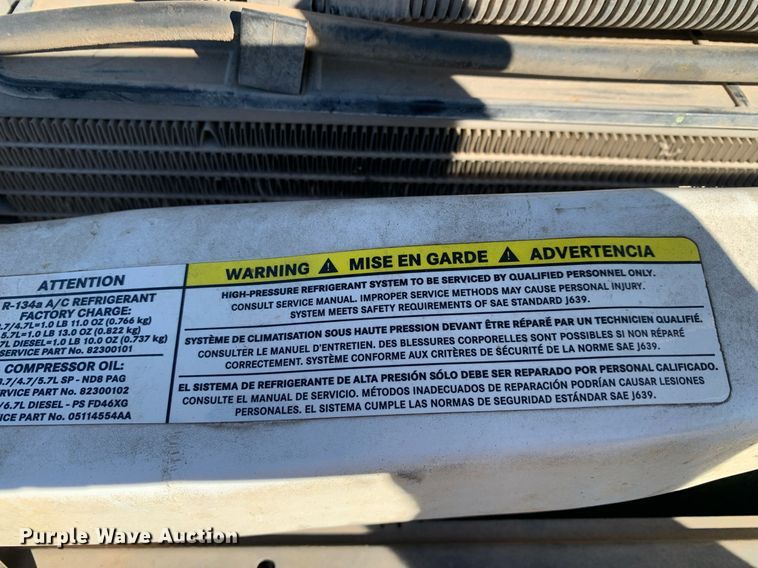 ATTENTION
R-134a A/C REFRIGERANT
FACTORY CHARGE:
.7/4.7L=1.0 LB 11.0 OZ (0.766 kg)
5.7L=1.0 LB 13.0 OZ (0.822 kg)
7L DIESEL=1.0 LB 10.0 OZ (0.737 kg)
SERVICE PART No. 82300101
COMPRESSOR OIL:
3.7/4.7/5.7L SP - ND8 PAG
RVICE PART No. 82300102
/6.7L DIESEL - PS FD46XG
ICE PART No. 05114554AA
WARNING ⚠ MISE EN GARDE ⚠ ADVERTENCIA
HIGH-PRESSURE REFRIGERANT SYSTEM TO BE SERVICED BY QUALIFIED PERSONNEL ONLY.
CONSULT SERVICE MANUAL. IMPROPER SERVICE METHODS MAY CAUSE PERSONAL INJURY.
SYSTEM MEETS SAFETY REQUIREMENTS OF SAE STANDARD J639.
SYSTÈME DE CLIMATISATION SOUS HAUTE PRESSION DEVANT ÊTRE RÉPARÉ PAR UN TECHNICIEN QUALIFIÉ.
CONSULTER LE MANUEL D'ENTRETIEN. DES BLESSURES CORPORELLES SONT POSSIBLES SI NON RÉPARÉ
CORRECTEMENT. SYSTÈME CONFORME AUX CRITÈRES DE SÉCURITÉ DE LA NORME SAE J639.
EL SISTEMA DE REFRIGERANTE DE ALTA PRESIÓN SÓLO DEBE SER REPARADO POR PERSONAL CALIFICADO.
CONSULTE EL MANUAL DE SERVICIO. MÉTODOS INADECUADOS DE REPARACIÓN PODRÍAN CAUSAR LESIONES
PERSONALES. EL SISTEMA CUMPLE LAS NORMAS DE SEGURIDAD ESTÁNDAR SAE J639.
Purple Wave Auction